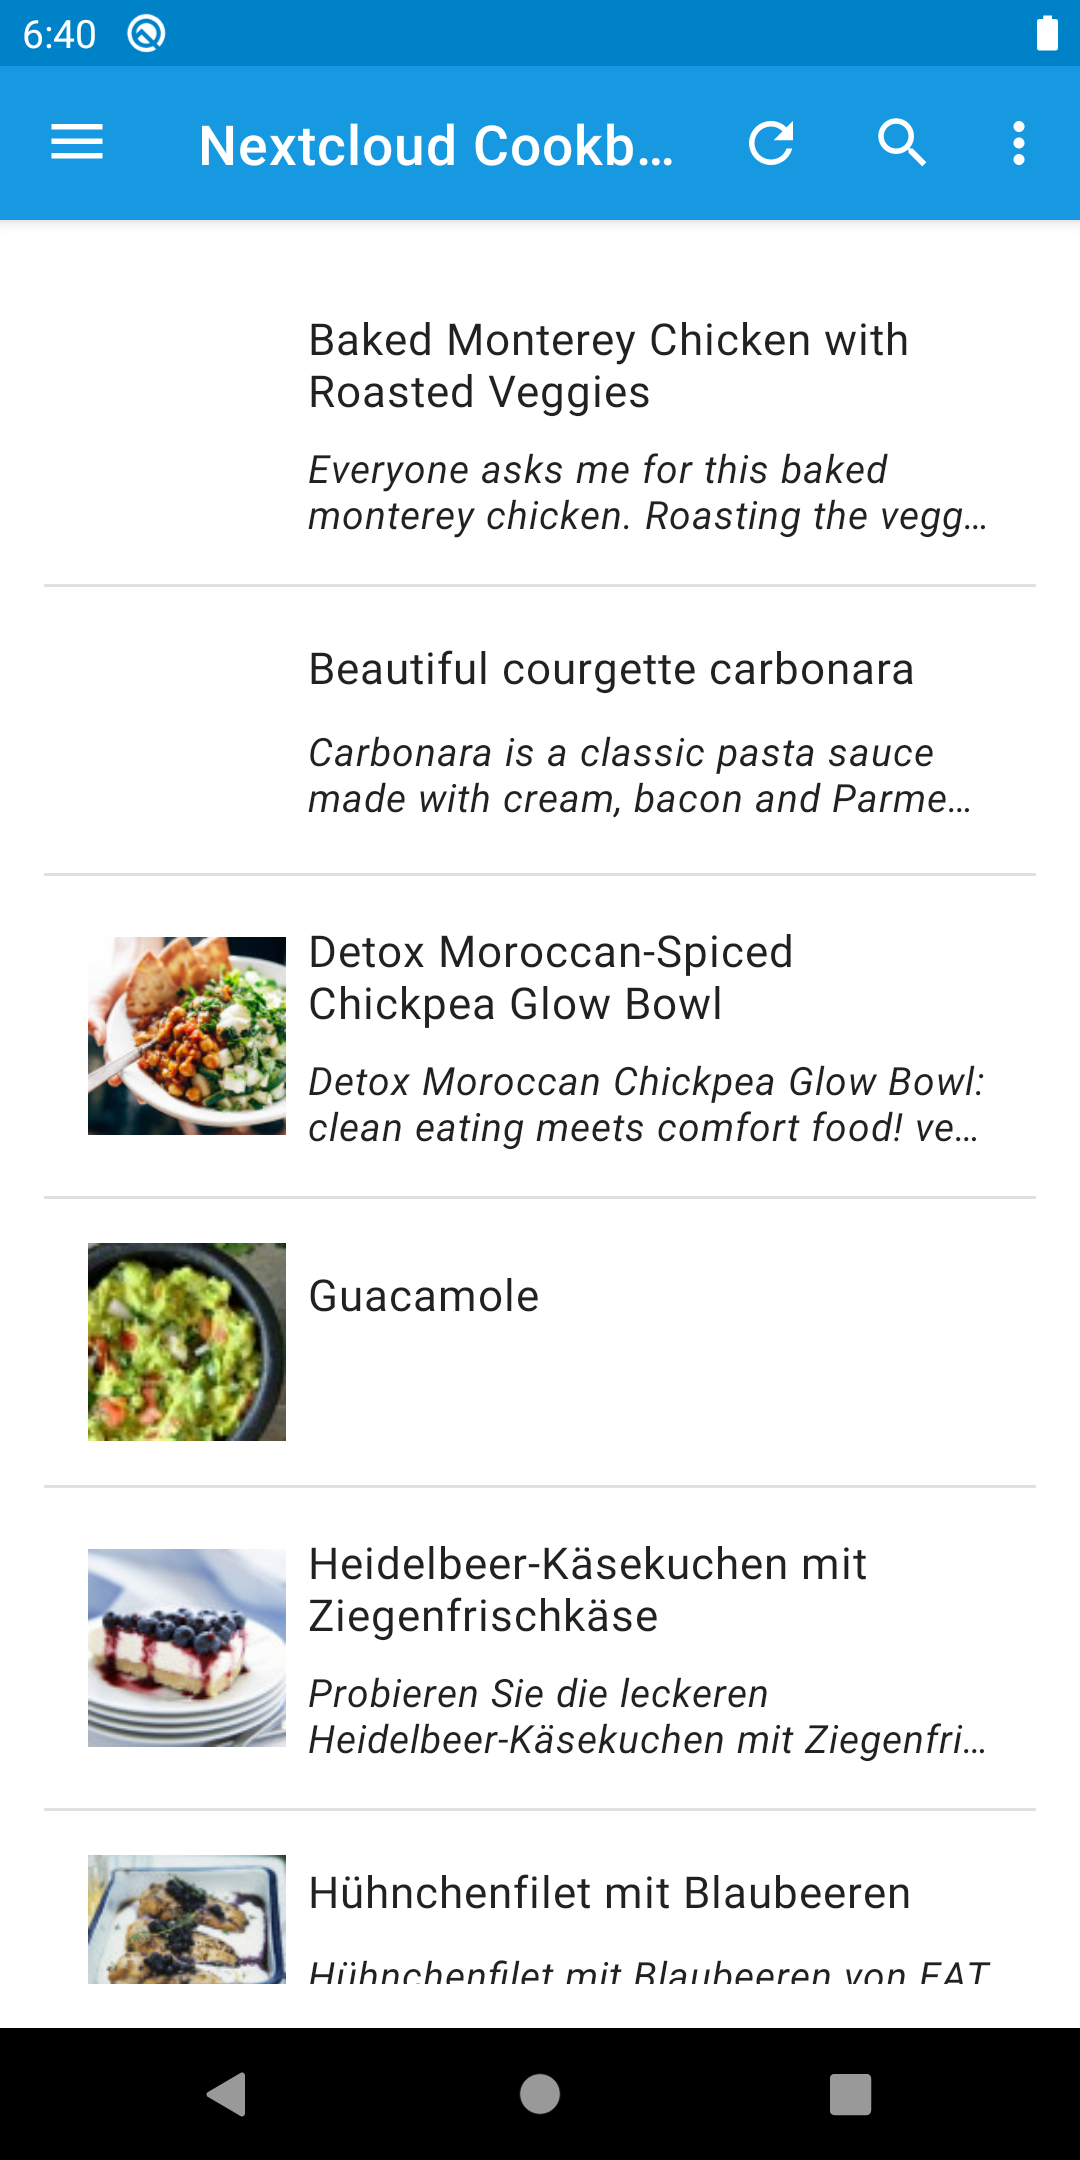 6:40
Nextcloud Cookb...
Baked Monterey Chicken with
Roasted Veggies
Everyone asks me for this baked
monterey chicken. Roasting the vegg...
Beautiful courgette carbonara
Carbonara is a classic pasta sauce
made with cream, bacon and Parme...
Detox Moroccan-Spiced
Chickpea Glow Bowl
Detox Moroccan Chickpea Glow Bowl:
clean eating meets comfort food! ve...
Guacamole
Heidelbeer-Käsekuchen mit
Ziegenfrischkäse
Probieren Sie die leckeren
Heidelbeer-Käsekuchen mit Ziegenfri...
Hühnchenfilet mit Blaubeeren
Hühnchenfilet mit Blaubeeren von EAT